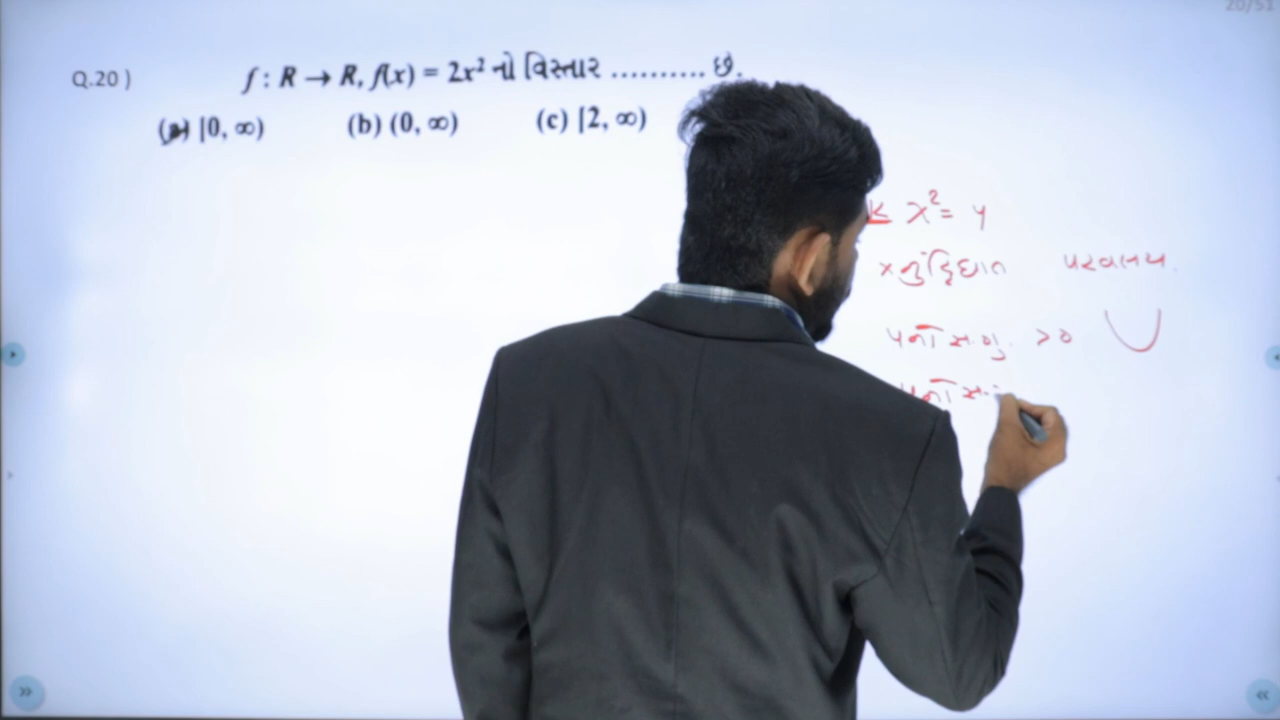 20/51
Q.20 ) f : R → R, f(x) = 2x² નો વિસ્તાર .......... છે.
(a) [0, ∞) (b) (0, ∞) (c) [2, ∞)
K x² = y
x નું દ્વિઘાત પરવલય
> 0